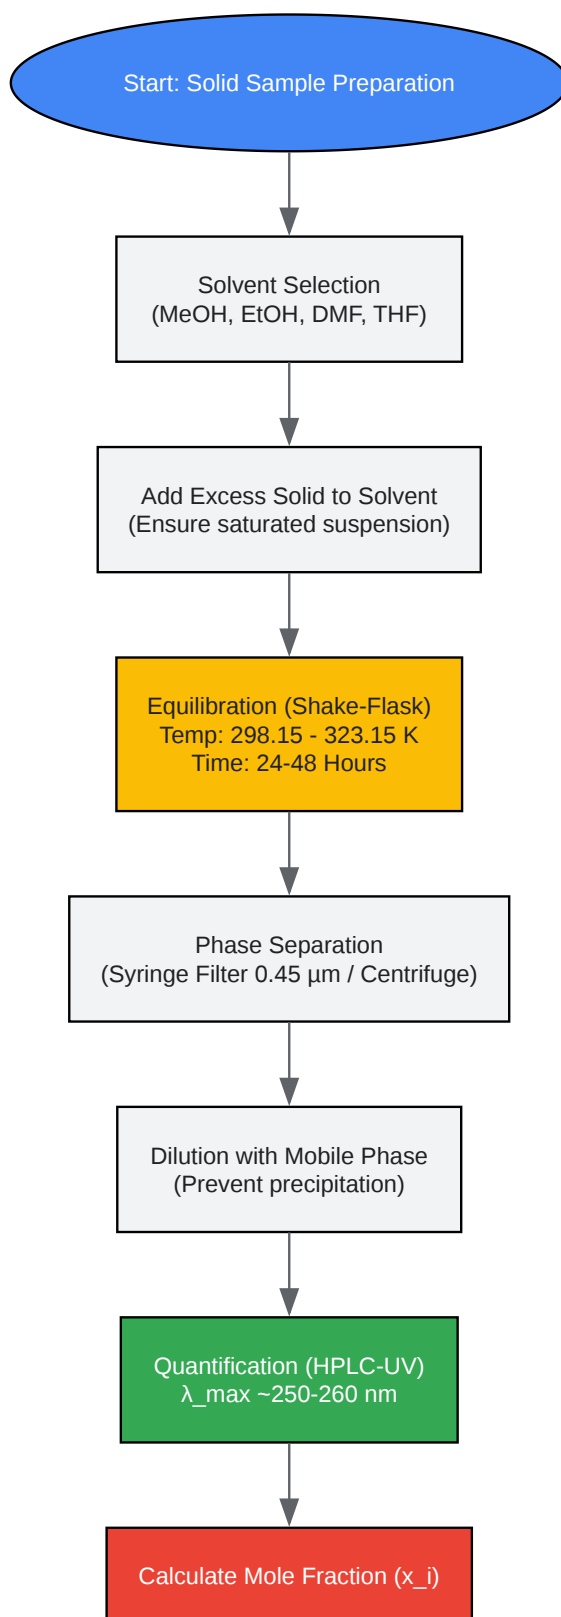 Start: Solid Sample Preparation
Solvent Selection
(MeOH, EtOH, DMF, THF)
Add Excess Solid to Solvent
(Ensure saturated suspension)
Equilibration (Shake-Flask)
Temp: 298.15 - 323.15 K
Time: 24-48 Hours
Phase Separation
(Syringe Filter 0.45 µm / Centrifuge)
Dilution with Mobile Phase
(Prevent precipitation)
Quantification (HPLC-UV)
λ_max ~250-260 nm
Calculate Mole Fraction (x_i)